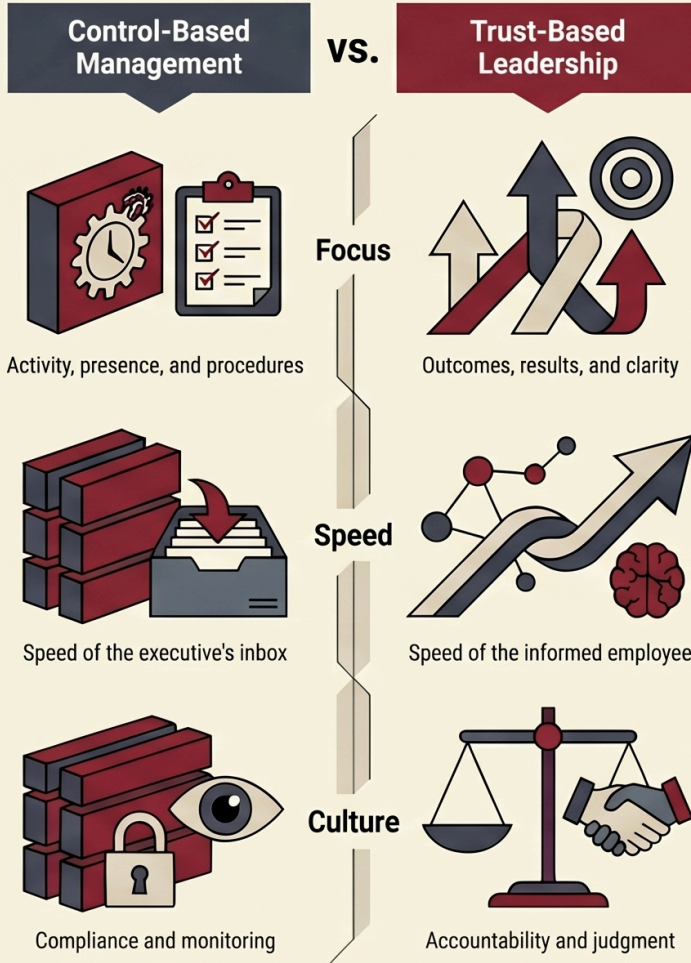 Control-Based
Management
vs.
Trust-Based
Leadership
Focus
Activity, presence, and procedures
Outcomes, results, and clarity
Speed
Speed of the executive's inbox
Speed of the informed employee
Culture
Compliance and monitoring
Accountability and judgment